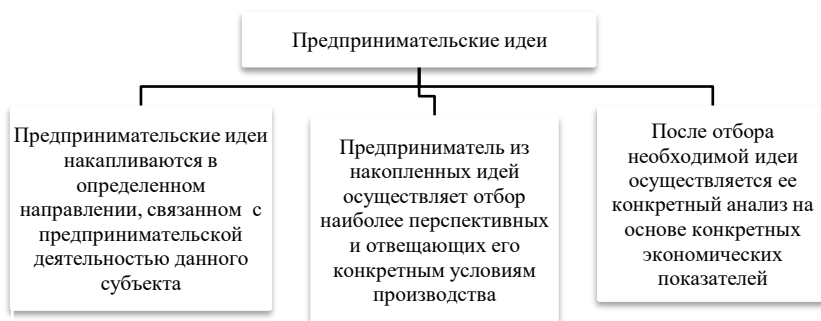 Предпринимательские идеи
Предпринимательские идеи
накапливаются в
определенном
направлении, связанном с
предпринимательской
деятельностью данного
субъекта
Предприниматель из
накопленных идей
осуществляет отбор
наиболее перспективных
и отвещающих его
конкретным условиям
производства
После отбора
необходимой идеи
осуществляется ее
конкретный анализ на
основе конкретных
экономических
показателей